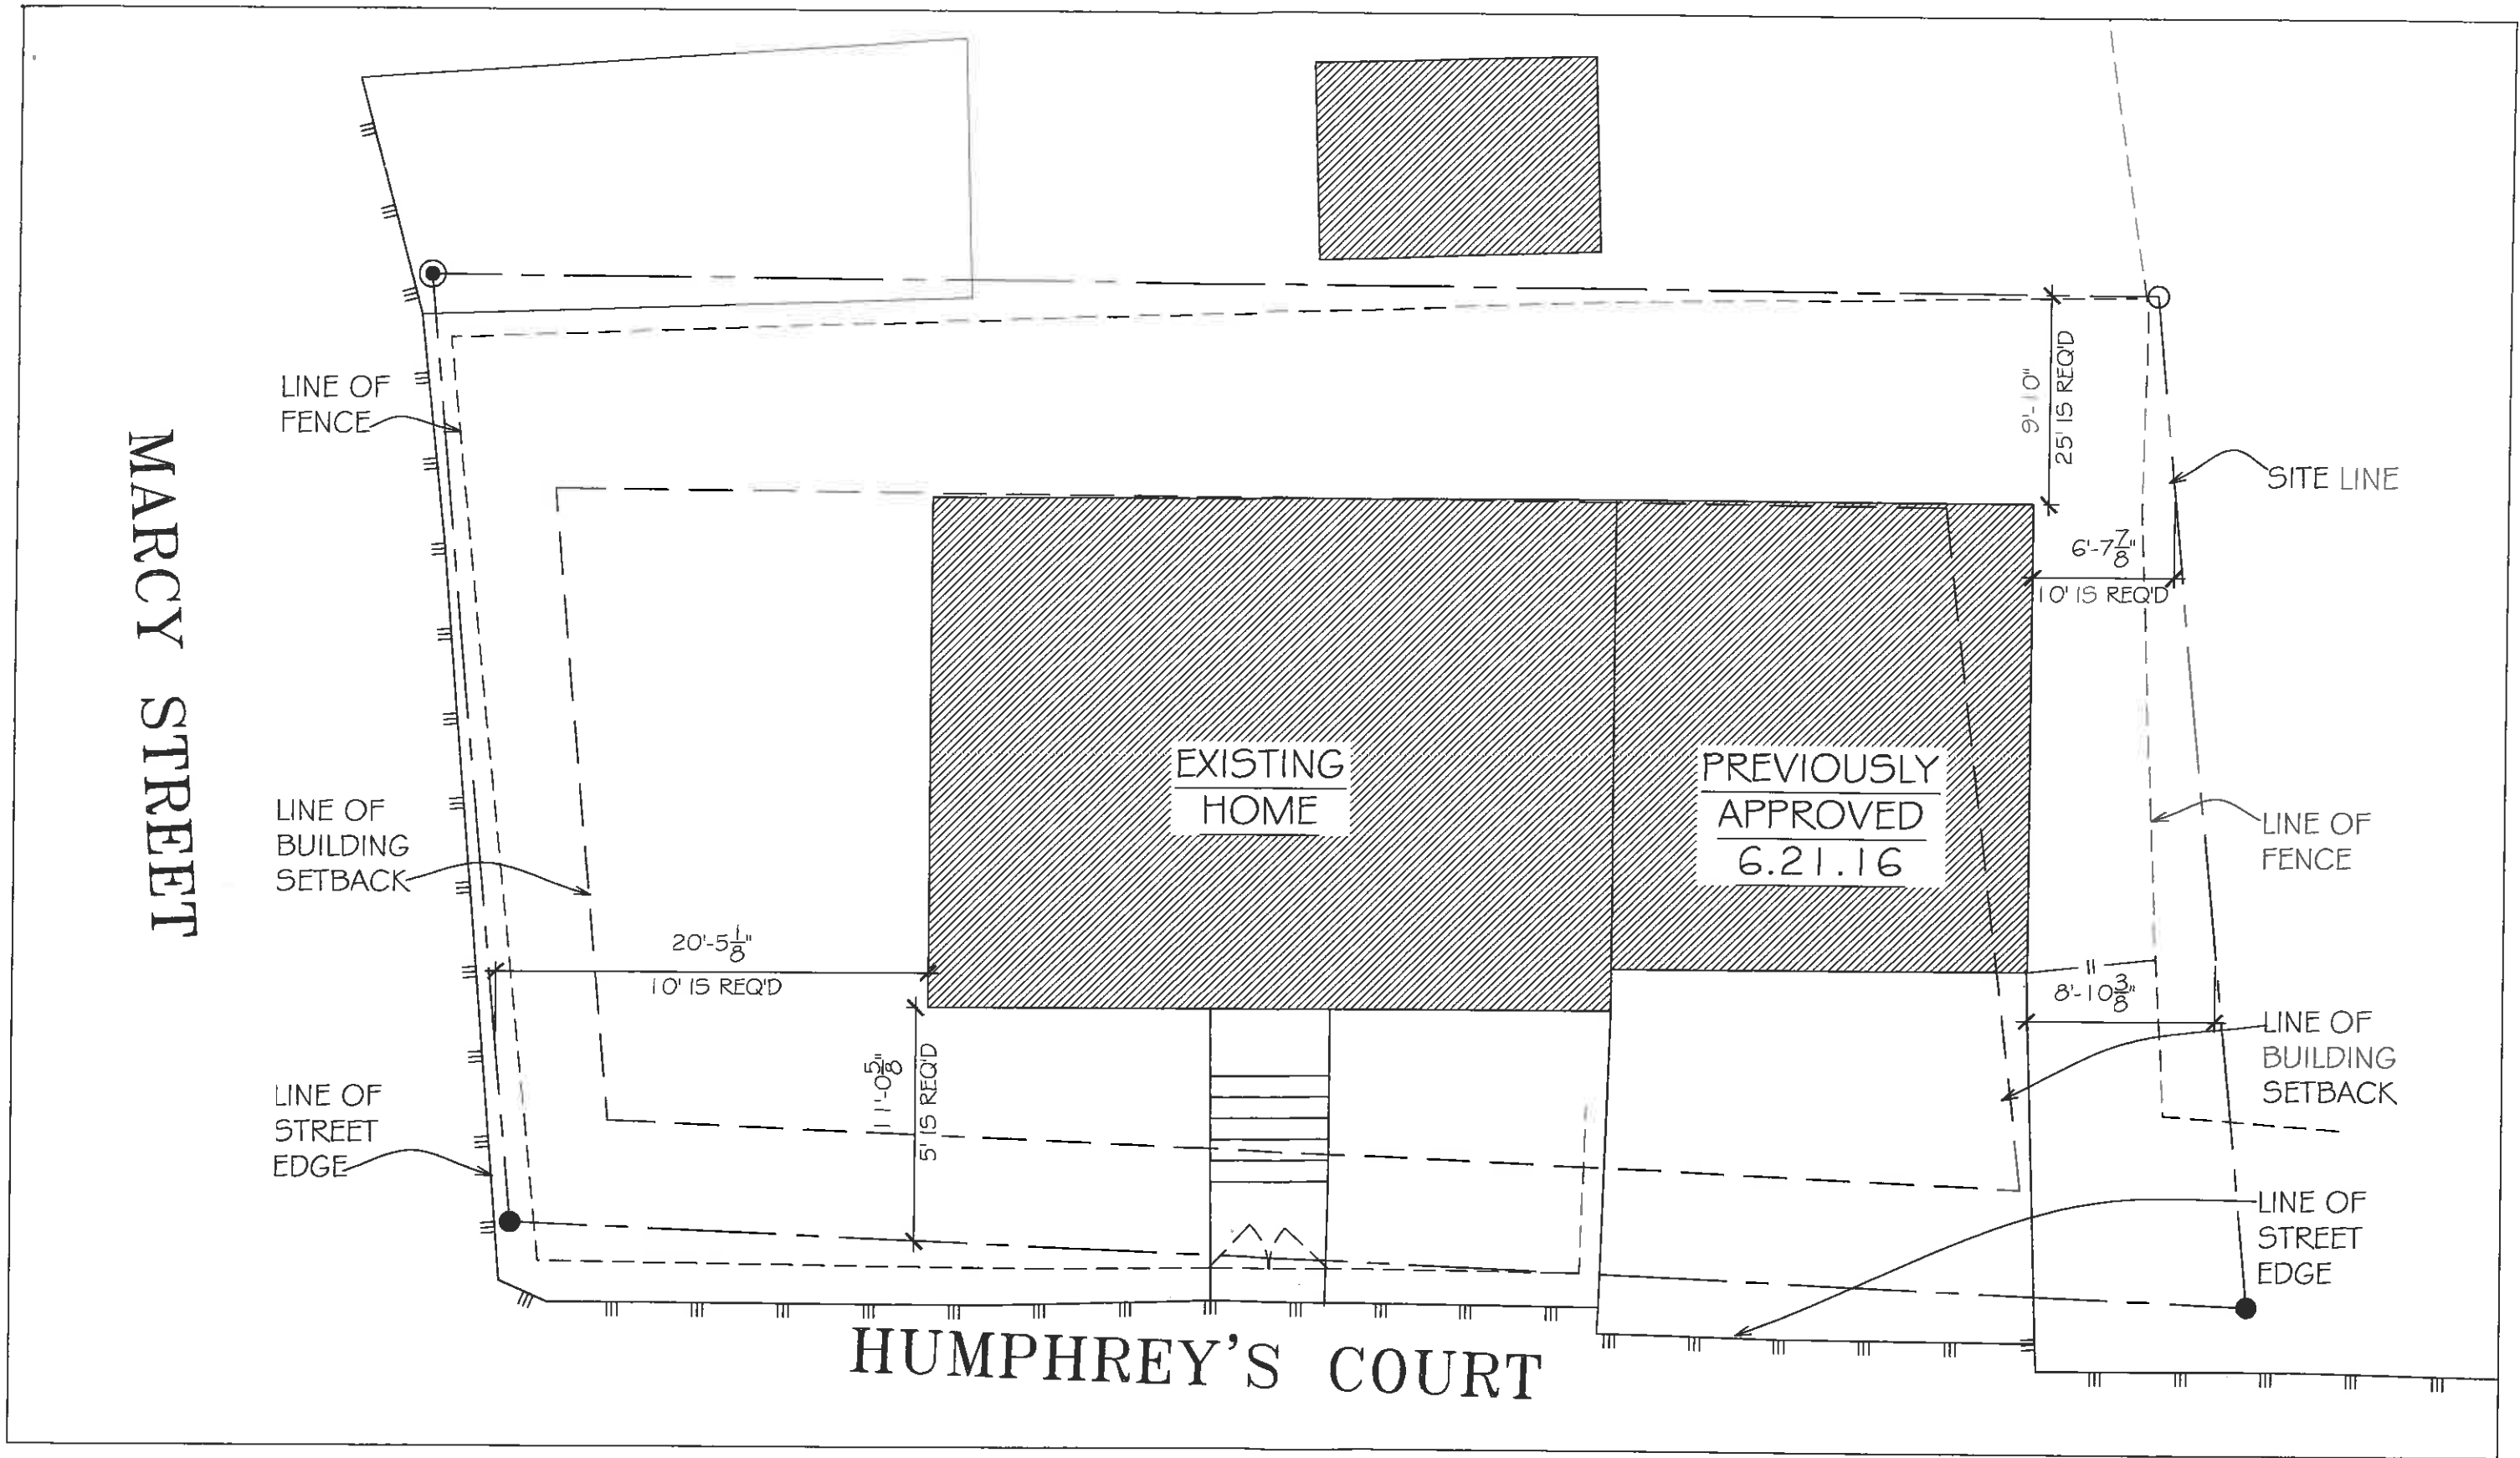 LINE OF
FENCE
9'-10"
25' IS REQ'D
SITE LINE
MARCY STREET
6'-7 7/8"
10' IS REQ'D
EXISTING
HOME
PREVIOUSLY
APPROVED
6.21.16
LINE OF
BUILDING
SETBACK
LINE OF
FENCE
20'-5 1/8"
10' IS REQ'D
8'-10 3/8"
11'-0 5/8"
5' IS REQ'D
LINE OF
BUILDING
SETBACK
LINE OF
STREET
EDGE
LINE OF
STREET
EDGE
HUMPHREY'S COURT